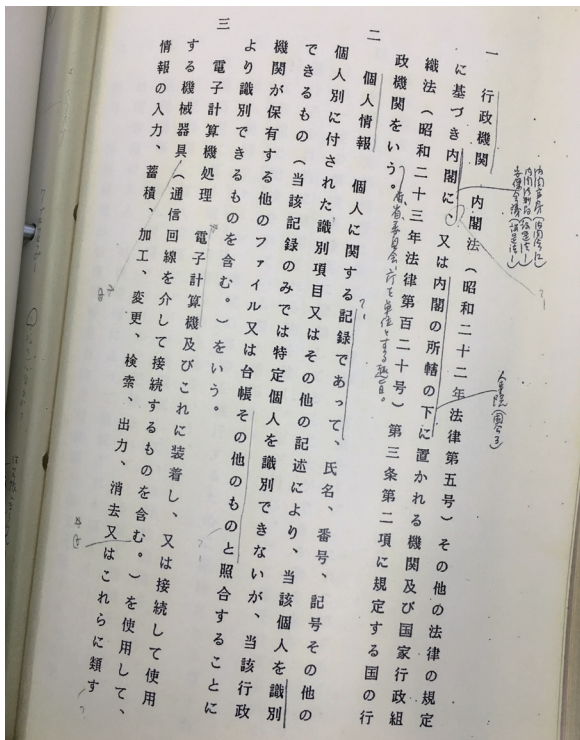 一　行政機関　内閣法（昭和二十二年法律第五号）その他の法律の規定
に基づき内閣に、又は内閣の所轄の下に置かれる機関及び国家行政組
織法（昭和二十三年法律第百二十号）第三条第二項に規定する国の行
政機関をいう。
府省委員会、庁を単位とする趣旨。
人事院（国公3）
二　個人情報　個人に関する記録であって、氏名、番号、記号その他の
個人別に付された識別項目又はその他の記述により、当該個人を識別
できるもの（当該記録のみでは特定個人を識別できないが、当該行政
機関が保有する他のファイル又は台帳その他のものと照合することに
より識別できるものを含む。）をいう。
三　電子計算機処理　電子計算機及びこれに装着し、又は接続して使用
する機械器具（通信回線を介して接続するものを含む。）を使用して、
情報の入力、蓄積、加工、変更、検索、出力、消去又はこれらに類す